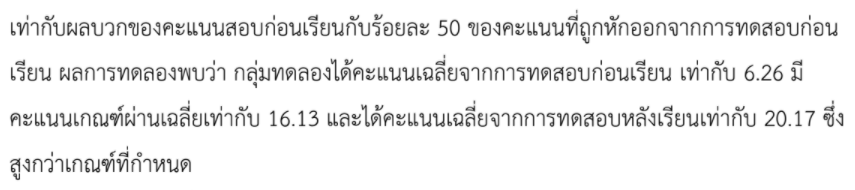 เท่ากับผลบวกของคะแนนสอบก่อนเรียนกับร้อยละ 50 ของคะแนนที่ถูกหักออกจากการทดสอบก่อน
เรียน ผลการทดลองพบว่า กลุ่มทดลองได้คะแนนเฉลี่ยจากการทดสอบก่อนเรียน เท่ากับ 6.26 มี
คะแนนเกณฑ์ผ่านเฉลี่ยเท่ากับ 16.13 และได้คะแนนเฉลี่ยจากการทดสอบหลังเรียนเท่ากับ 20.17 ซึ่ง
สูงกว่าเกณฑ์ที่กำหนด